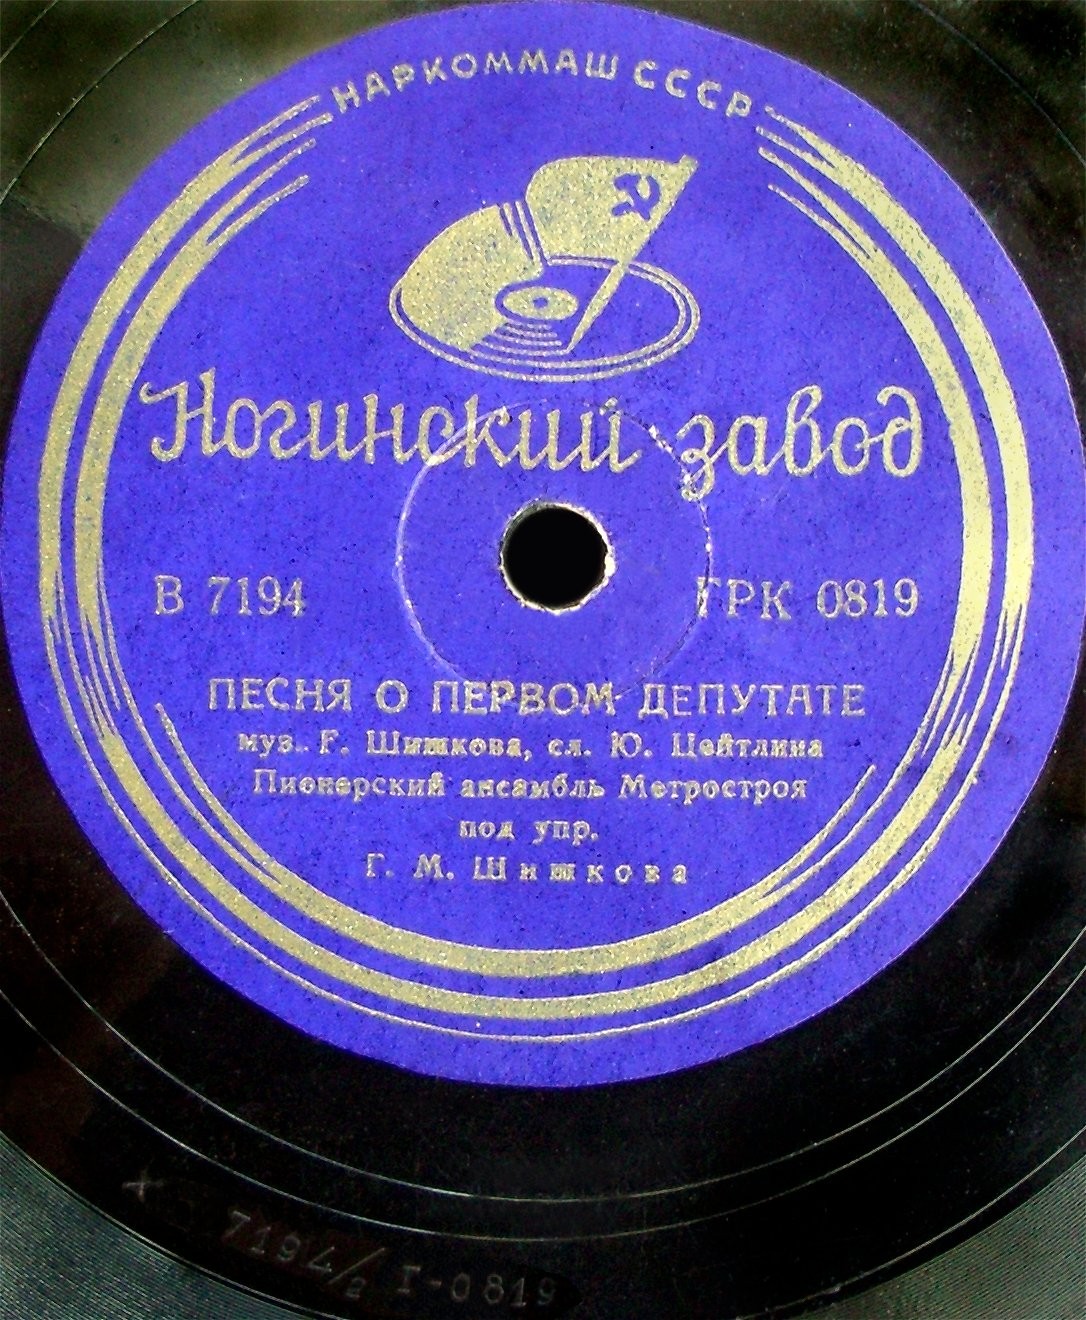 НАРКОММАШ СССР
Ногинский завод
В 7194 ГРК 0819
ПЕСНЯ О ПЕРВОМ ДЕПУТАТЕ
муз. Г. Шишкова, сл. Ю. Цейтлина
Пионерский ансамбль Метростроя
под упр.
Г. М. Шишкова
7194/2 Г-0819